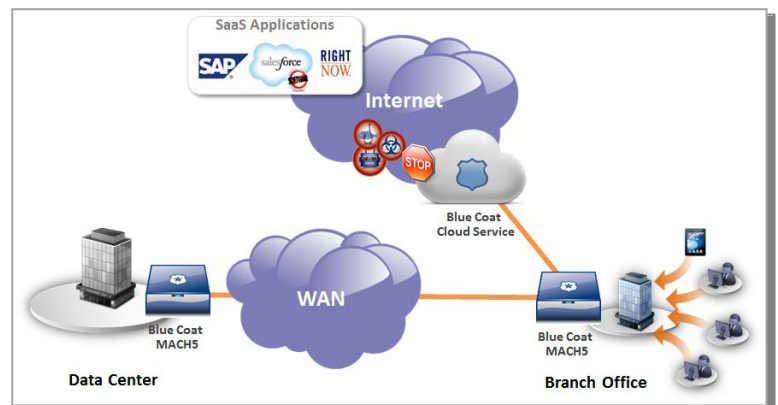 SaaS Applications
SAP
salesforce
RIGHT
NOW
Internet
STOP
Blue Coat
Cloud Service
WAN
Blue Coat
MACH5
Blue Coat
MACH5
Data Center
Branch Office